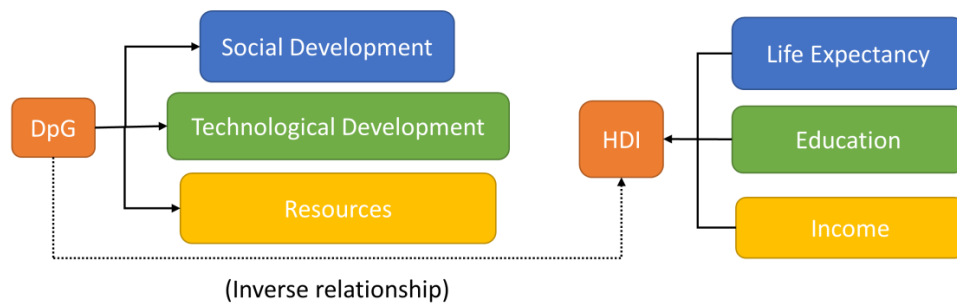 Social Development
DpG
Technological Development
Resources
(Inverse relationship)
HDI
Life Expectancy
Education
Income